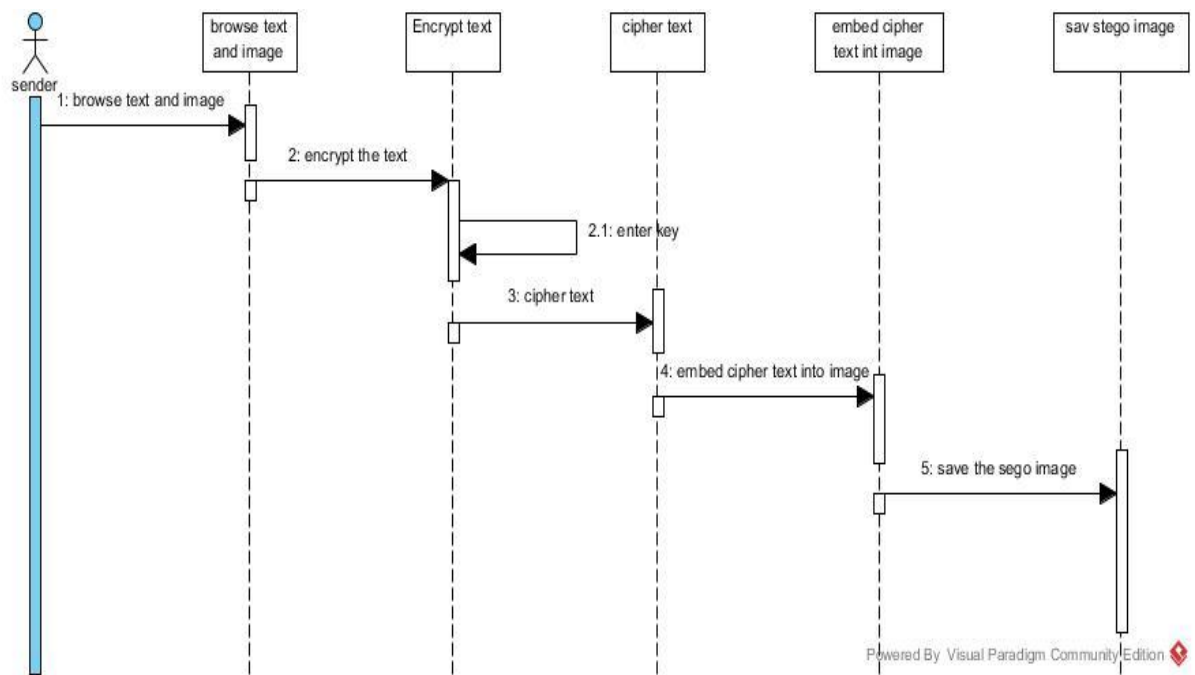 browse text
and image
Encrypt text
cipher text
embed cipher
text int image
sav stego image
sender
1: browse text and image
2: encrypt the text
2.1: enter key
3: cipher text
4: embed cipher text into image
5: save the sego image
Powered By Visual Paradigm Community Edition